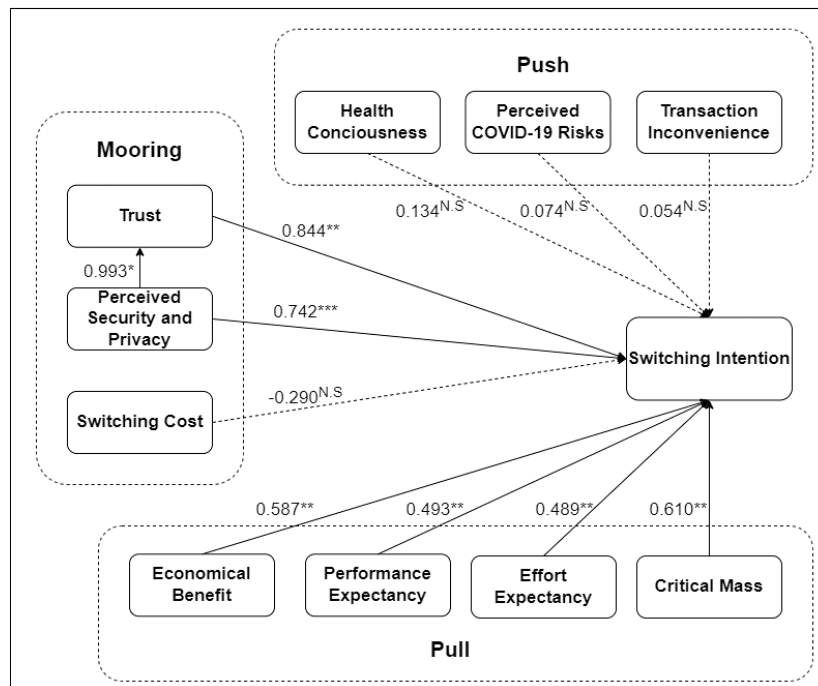 Push
Health
Conciousness
Perceived
COVID-19 Risks
Transaction
Inconvenience
Mooring
Trust
0.134N.S
0.074N.S
0.054N.S
0.844**
0.993*
Perceived
Security and
Privacy
0.742***
Switching Intention
Switching Cost
-0.290N.S
0.587**
0.493**
0.489**
0.610**
Economical
Benefit
Performance
Expectancy
Effort
Expectancy
Critical Mass
Pull